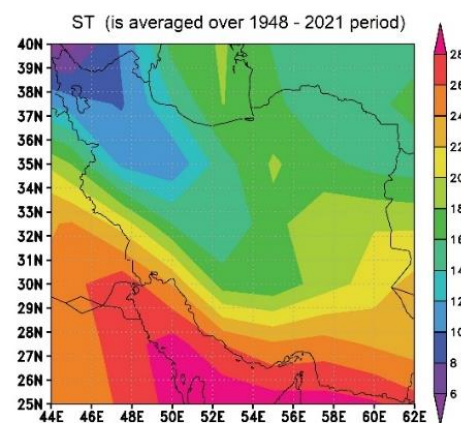 ST (is averaged over 1948 - 2021 period)
40N
39N
38N
37N
36N
35N
34N
33N
32N
31N
30N
29N
28N
27N
26N
25N
44E 46E 48E 50E 52E 54E 56E 58E 60E 62E
28
26
24
22
20
18
16
14
12
10
8
6